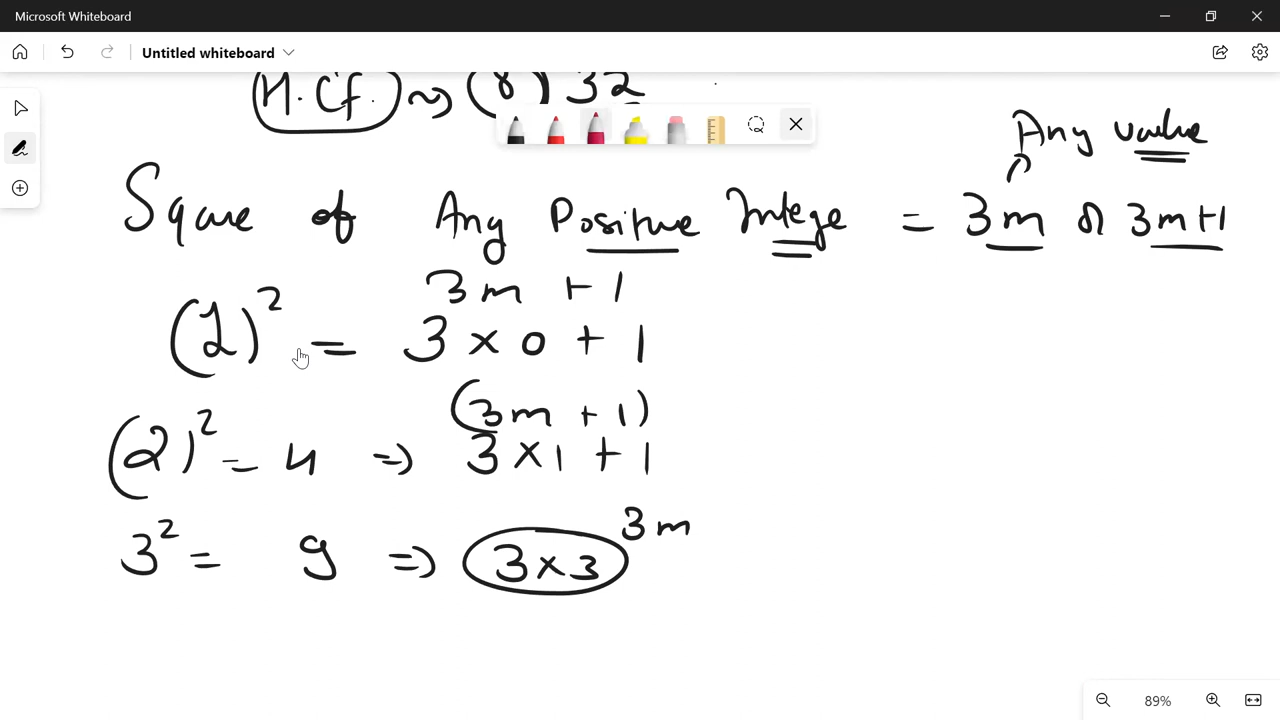 Microsoft Whiteboard
Untitled whiteboard
H.Cf. ~> (8) 32
Any value
Sqare of Any Positive Intege = 3m or 3m+1
3m + 1
(1)² = 3 × 0 + 1
(3m + 1)
(2)² = 4 => 3 × 1 + 1
3m
3² = 9 => 3 × 3
89%